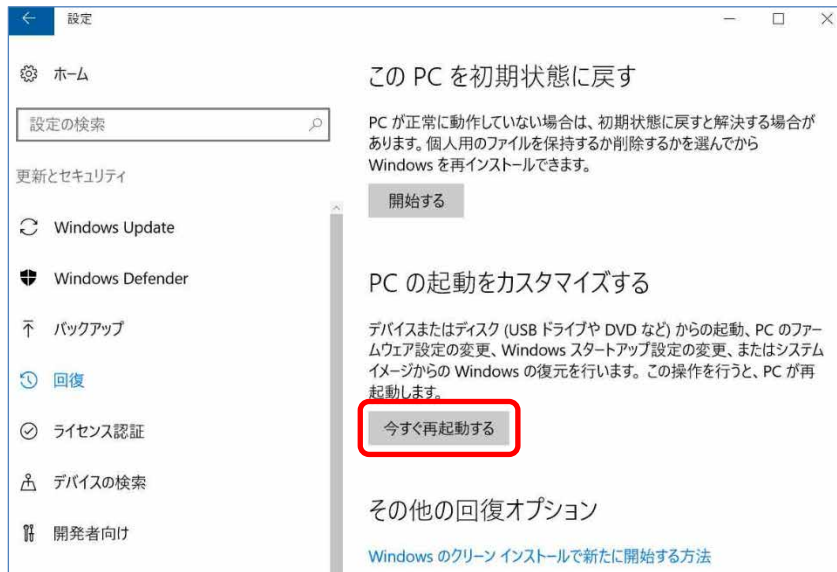 設定
ホーム
設定の検索
更新とセキュリティ
Windows Update
Windows Defender
バックアップ
回復
ライセンス認証
デバイスの検索
開発者向け
この PC を初期状態に戻す
PC が正常に動作していない場合は、初期状態に戻すと解決する場合が
あります。個人用のファイルを保持するか削除するかを選んでから
Windows を再インストールできます。
開始する
PC の起動をカスタマイズする
デバイスまたはディスク (USB ドライブや DVD など) からの起動、PC のファー
ムウェア設定の変更、Windows スタートアップ設定の変更、またはシステム
イメージからの Windows の復元を行います。この操作を行うと、PC が再
起動します。
今すぐ再起動する
その他の回復オプション
Windows のクリーン インストールで新たに開始する方法